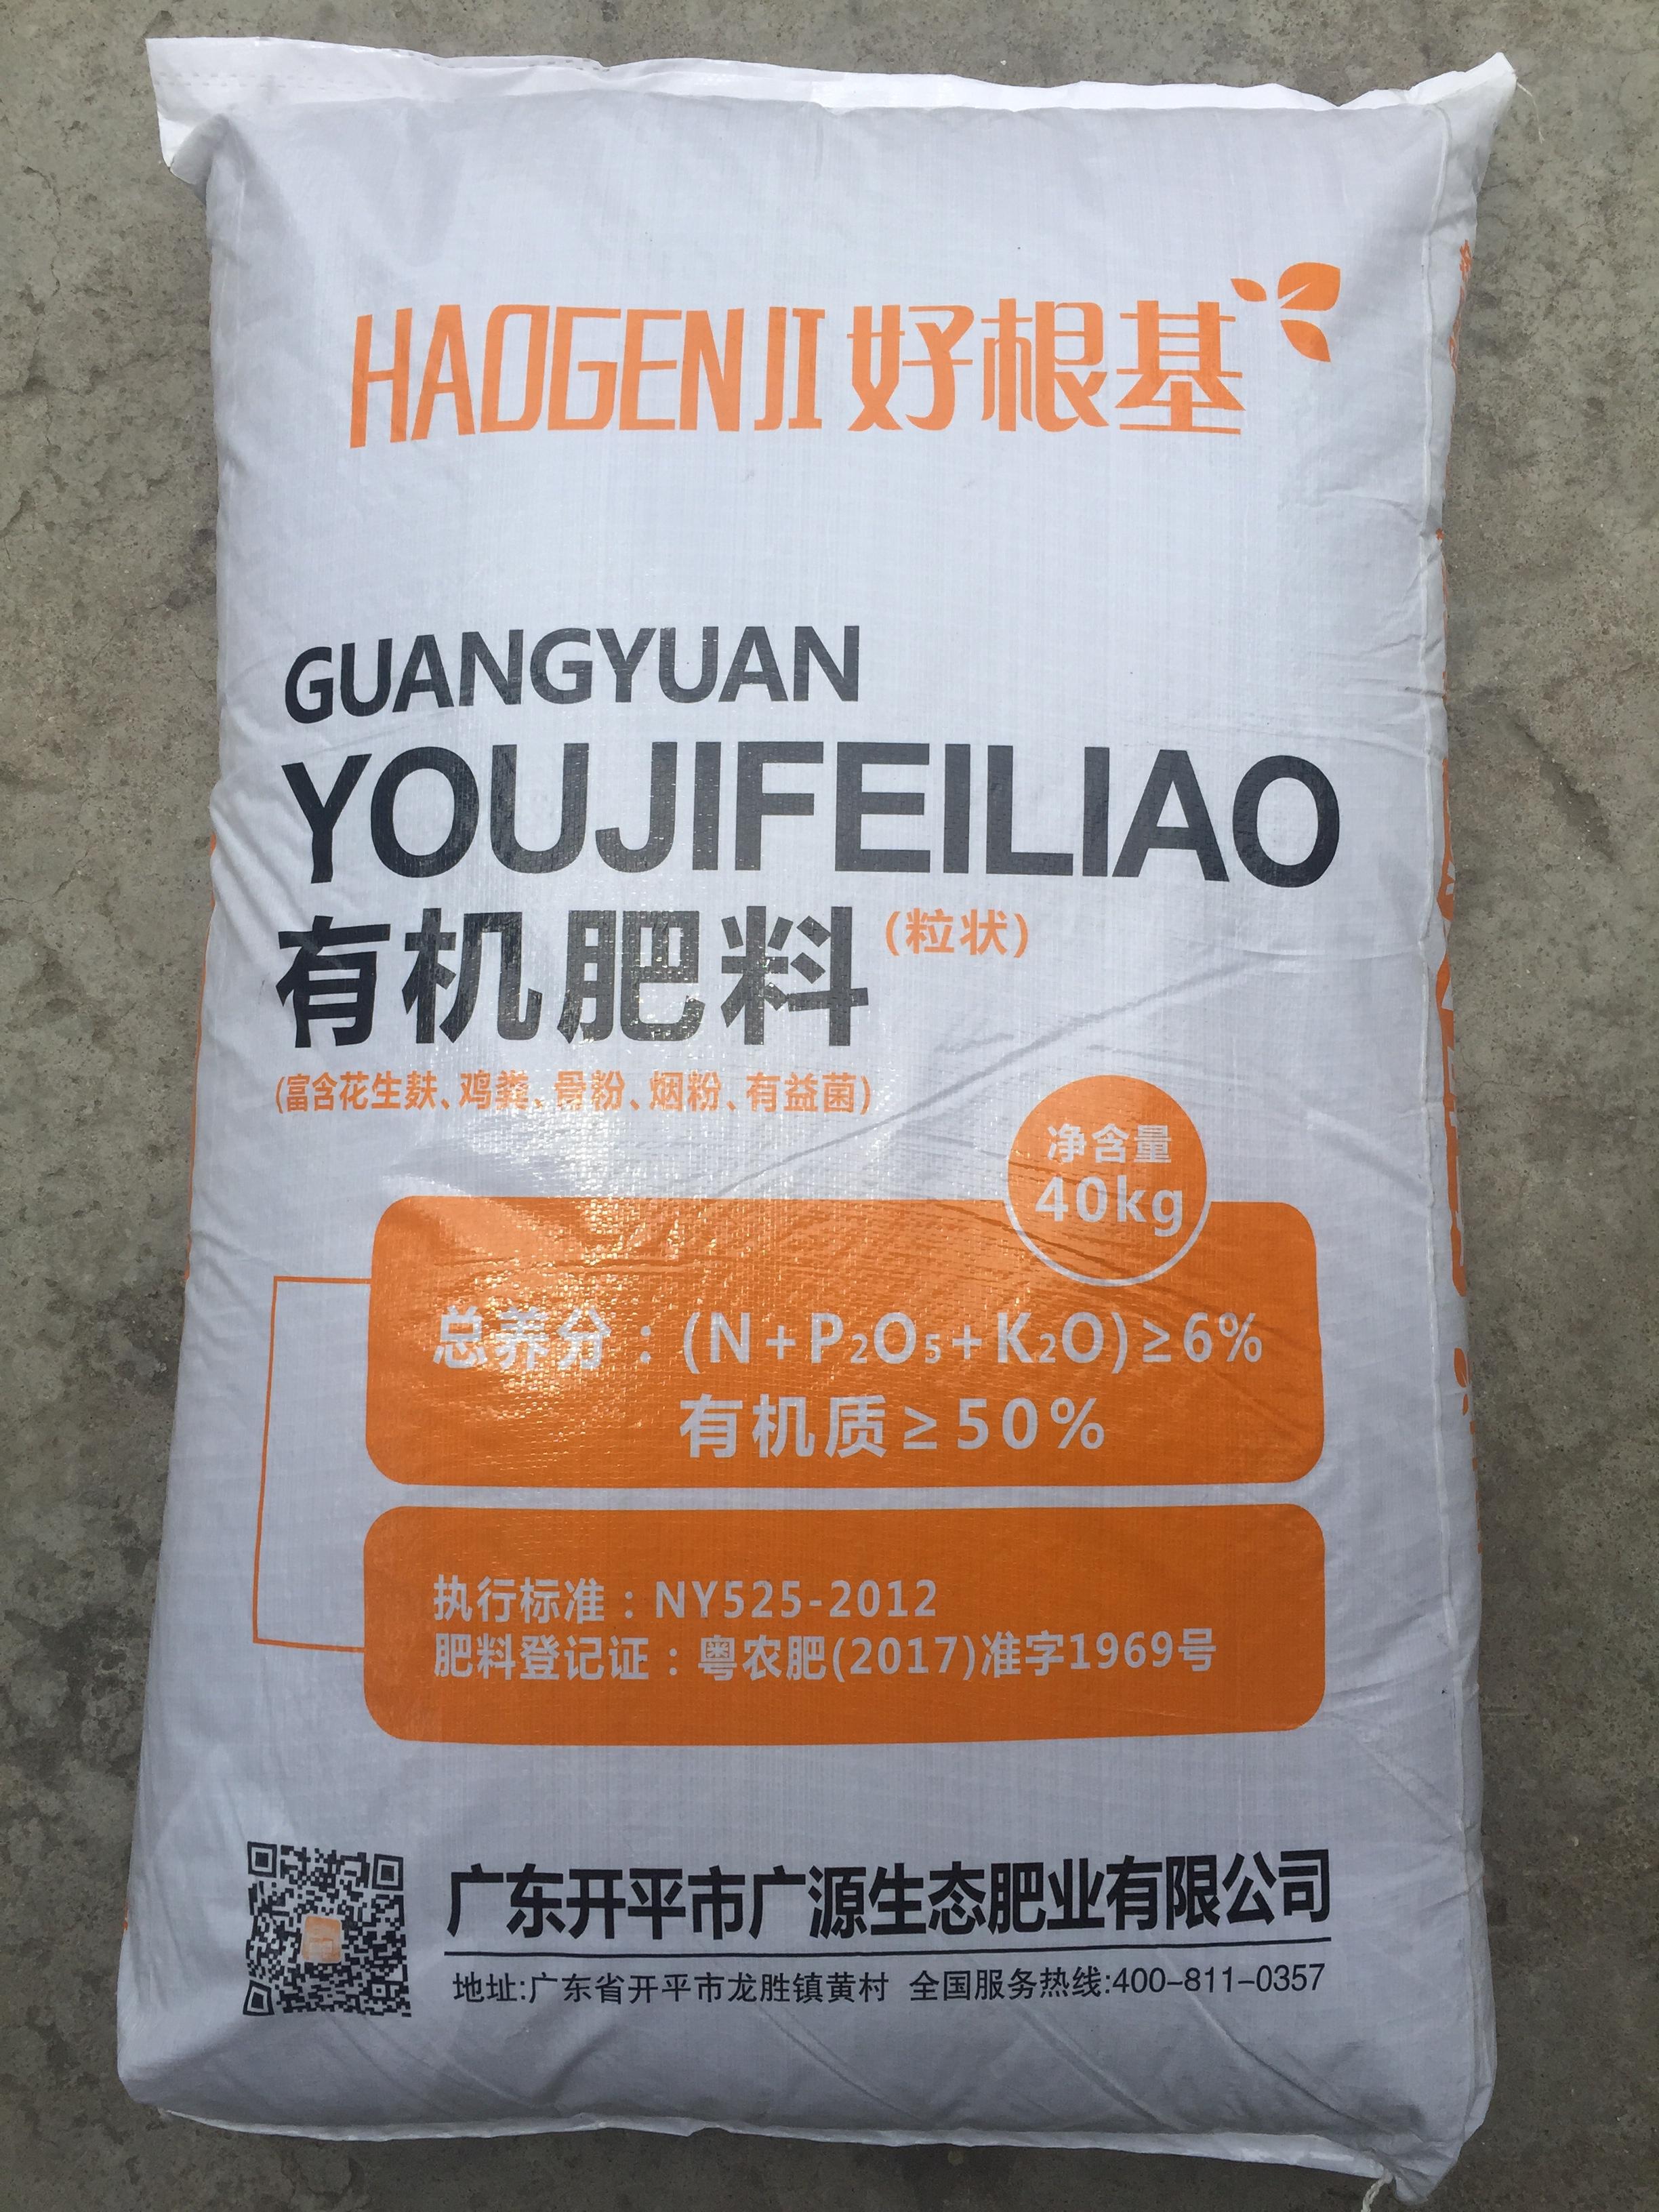 HAOGENJI 好根基
GUANGYUAN
YOUJIFEILIAO
有机肥料(粒状)
(富含花生麸、鸡粪、骨粉、烟粉、有益菌)
净含量
40kg
总养分：(N+P₂O₅+K₂O)≥6%
有机质≥50%
执行标准：NY525-2012
肥料登记证：粤农肥(2017)准字1969号
广东开平市广源生态肥业有限公司
地址:广东省开平市龙胜镇黄村 全国服务热线:400-811-0357